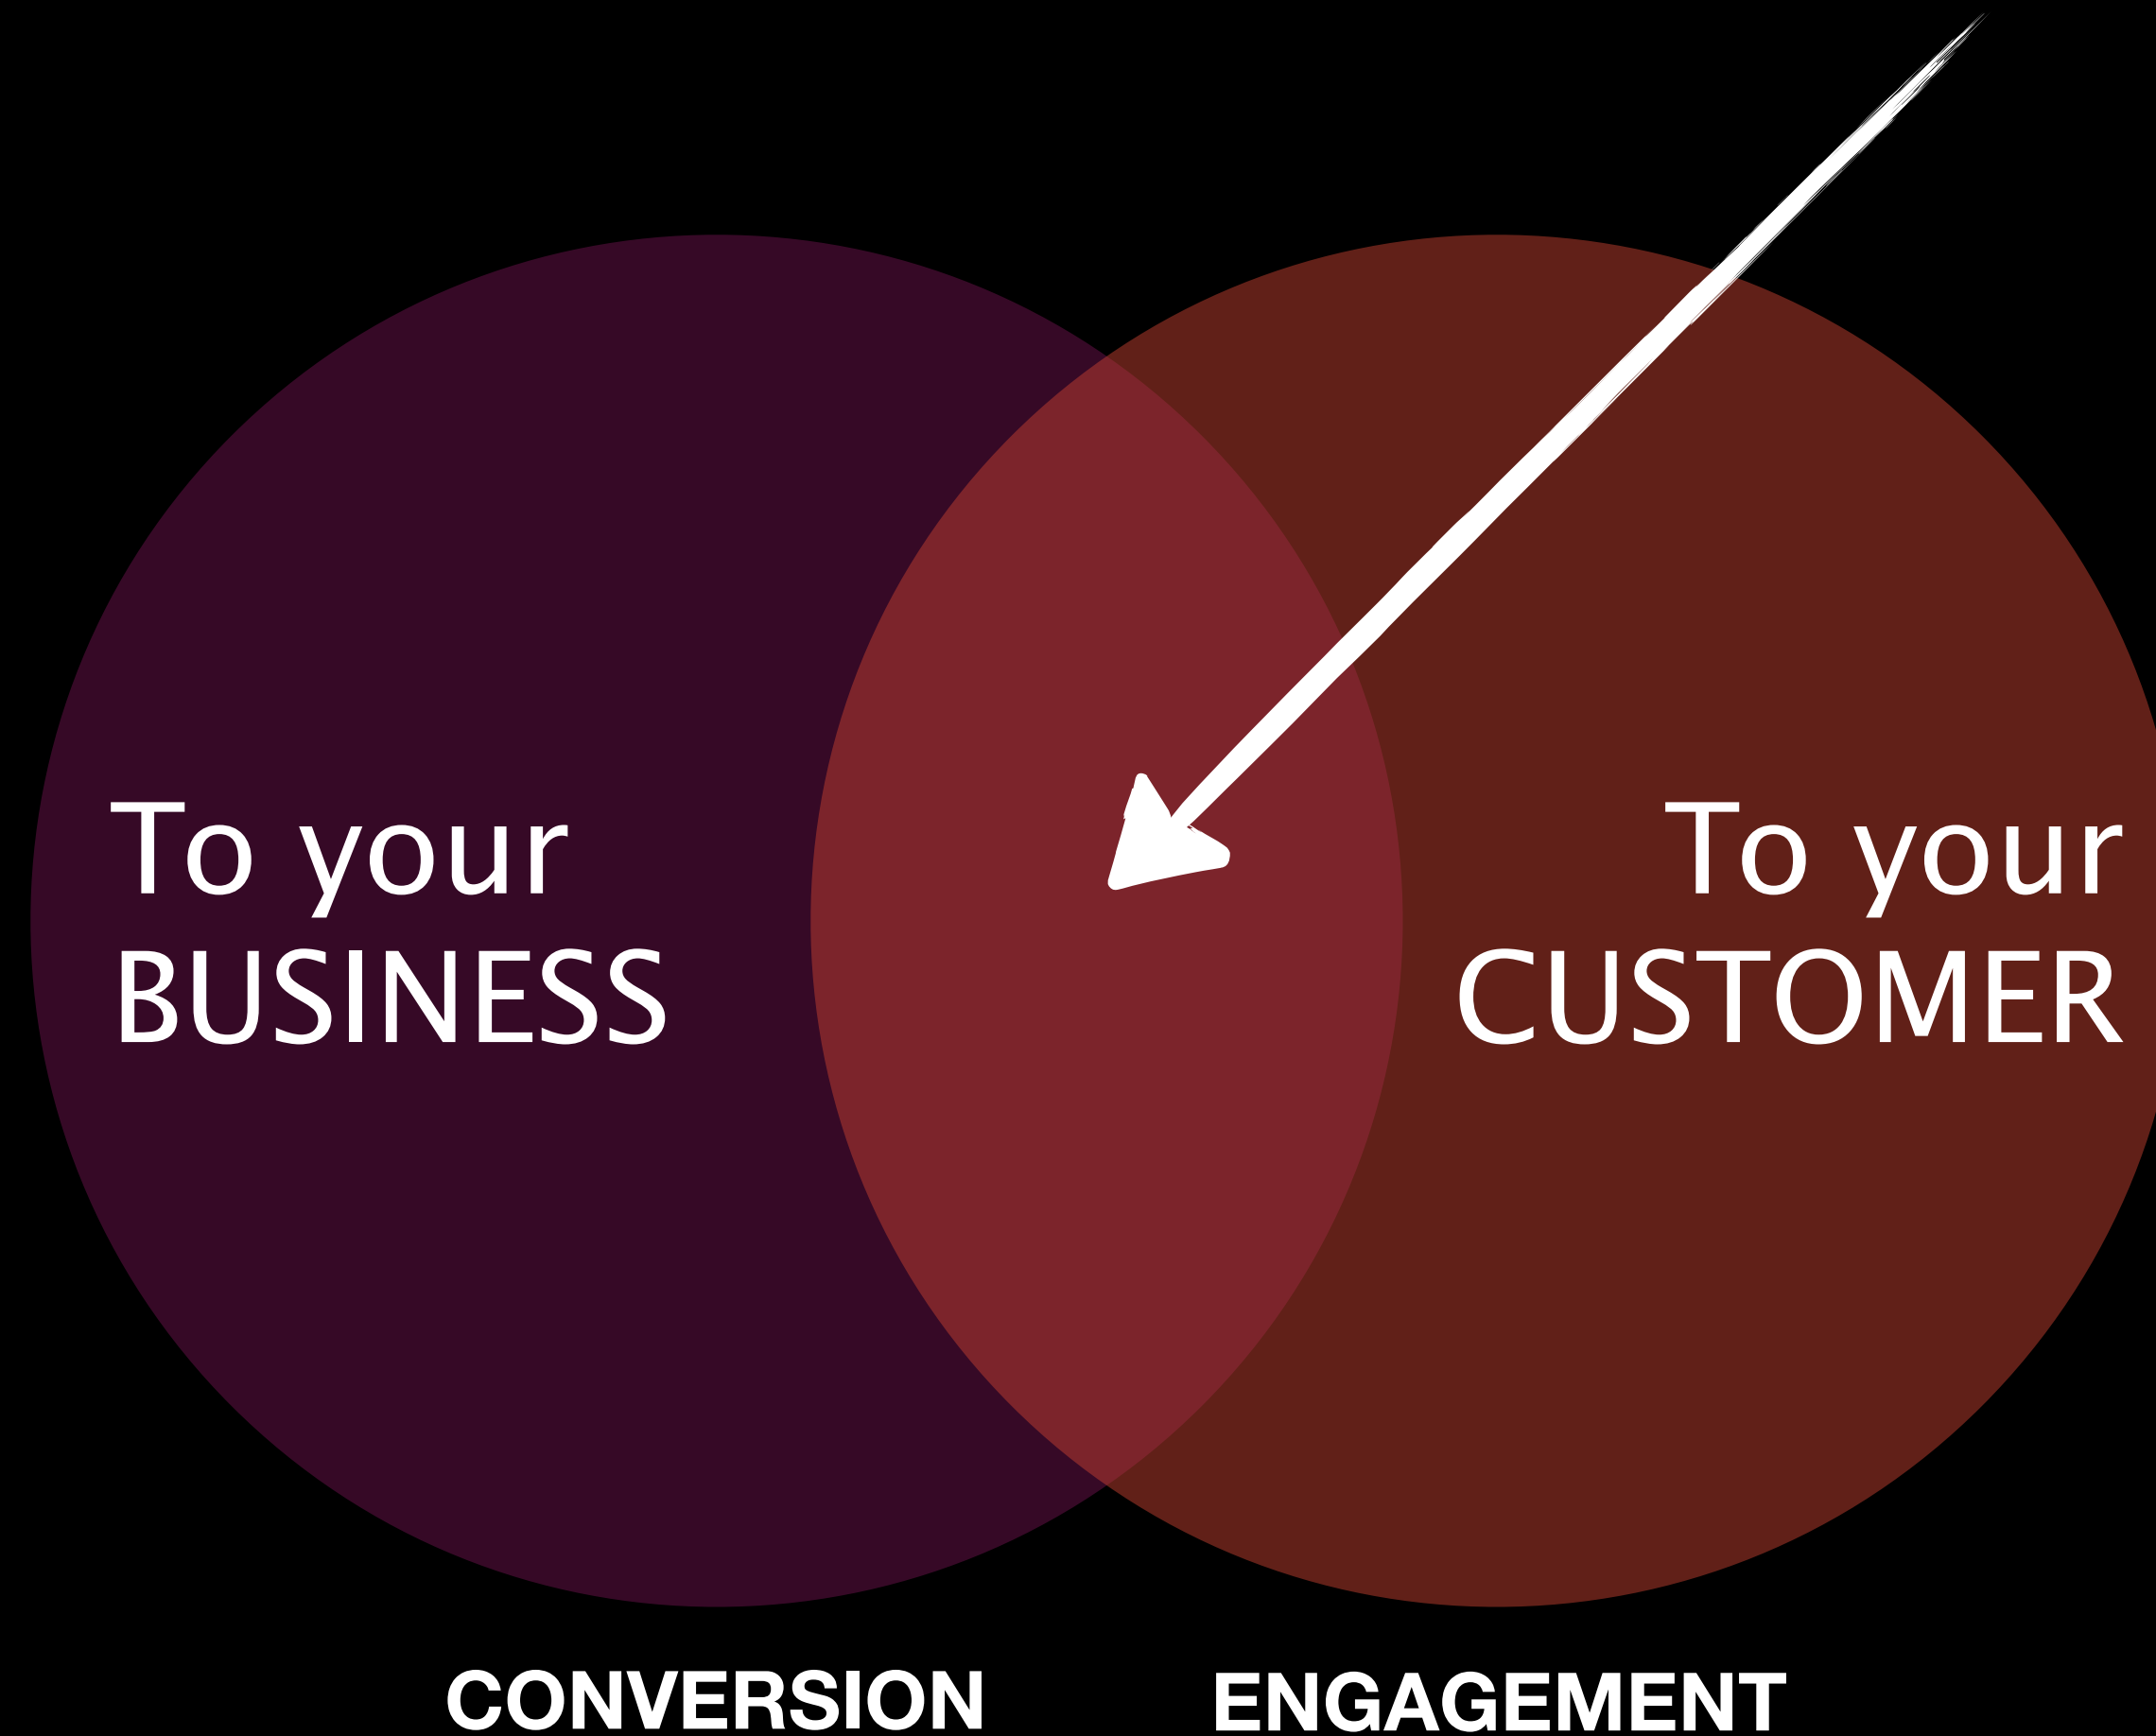 To your
BUSINESS
To your
CUSTOMER
CONVERSION
ENGAGEMENT